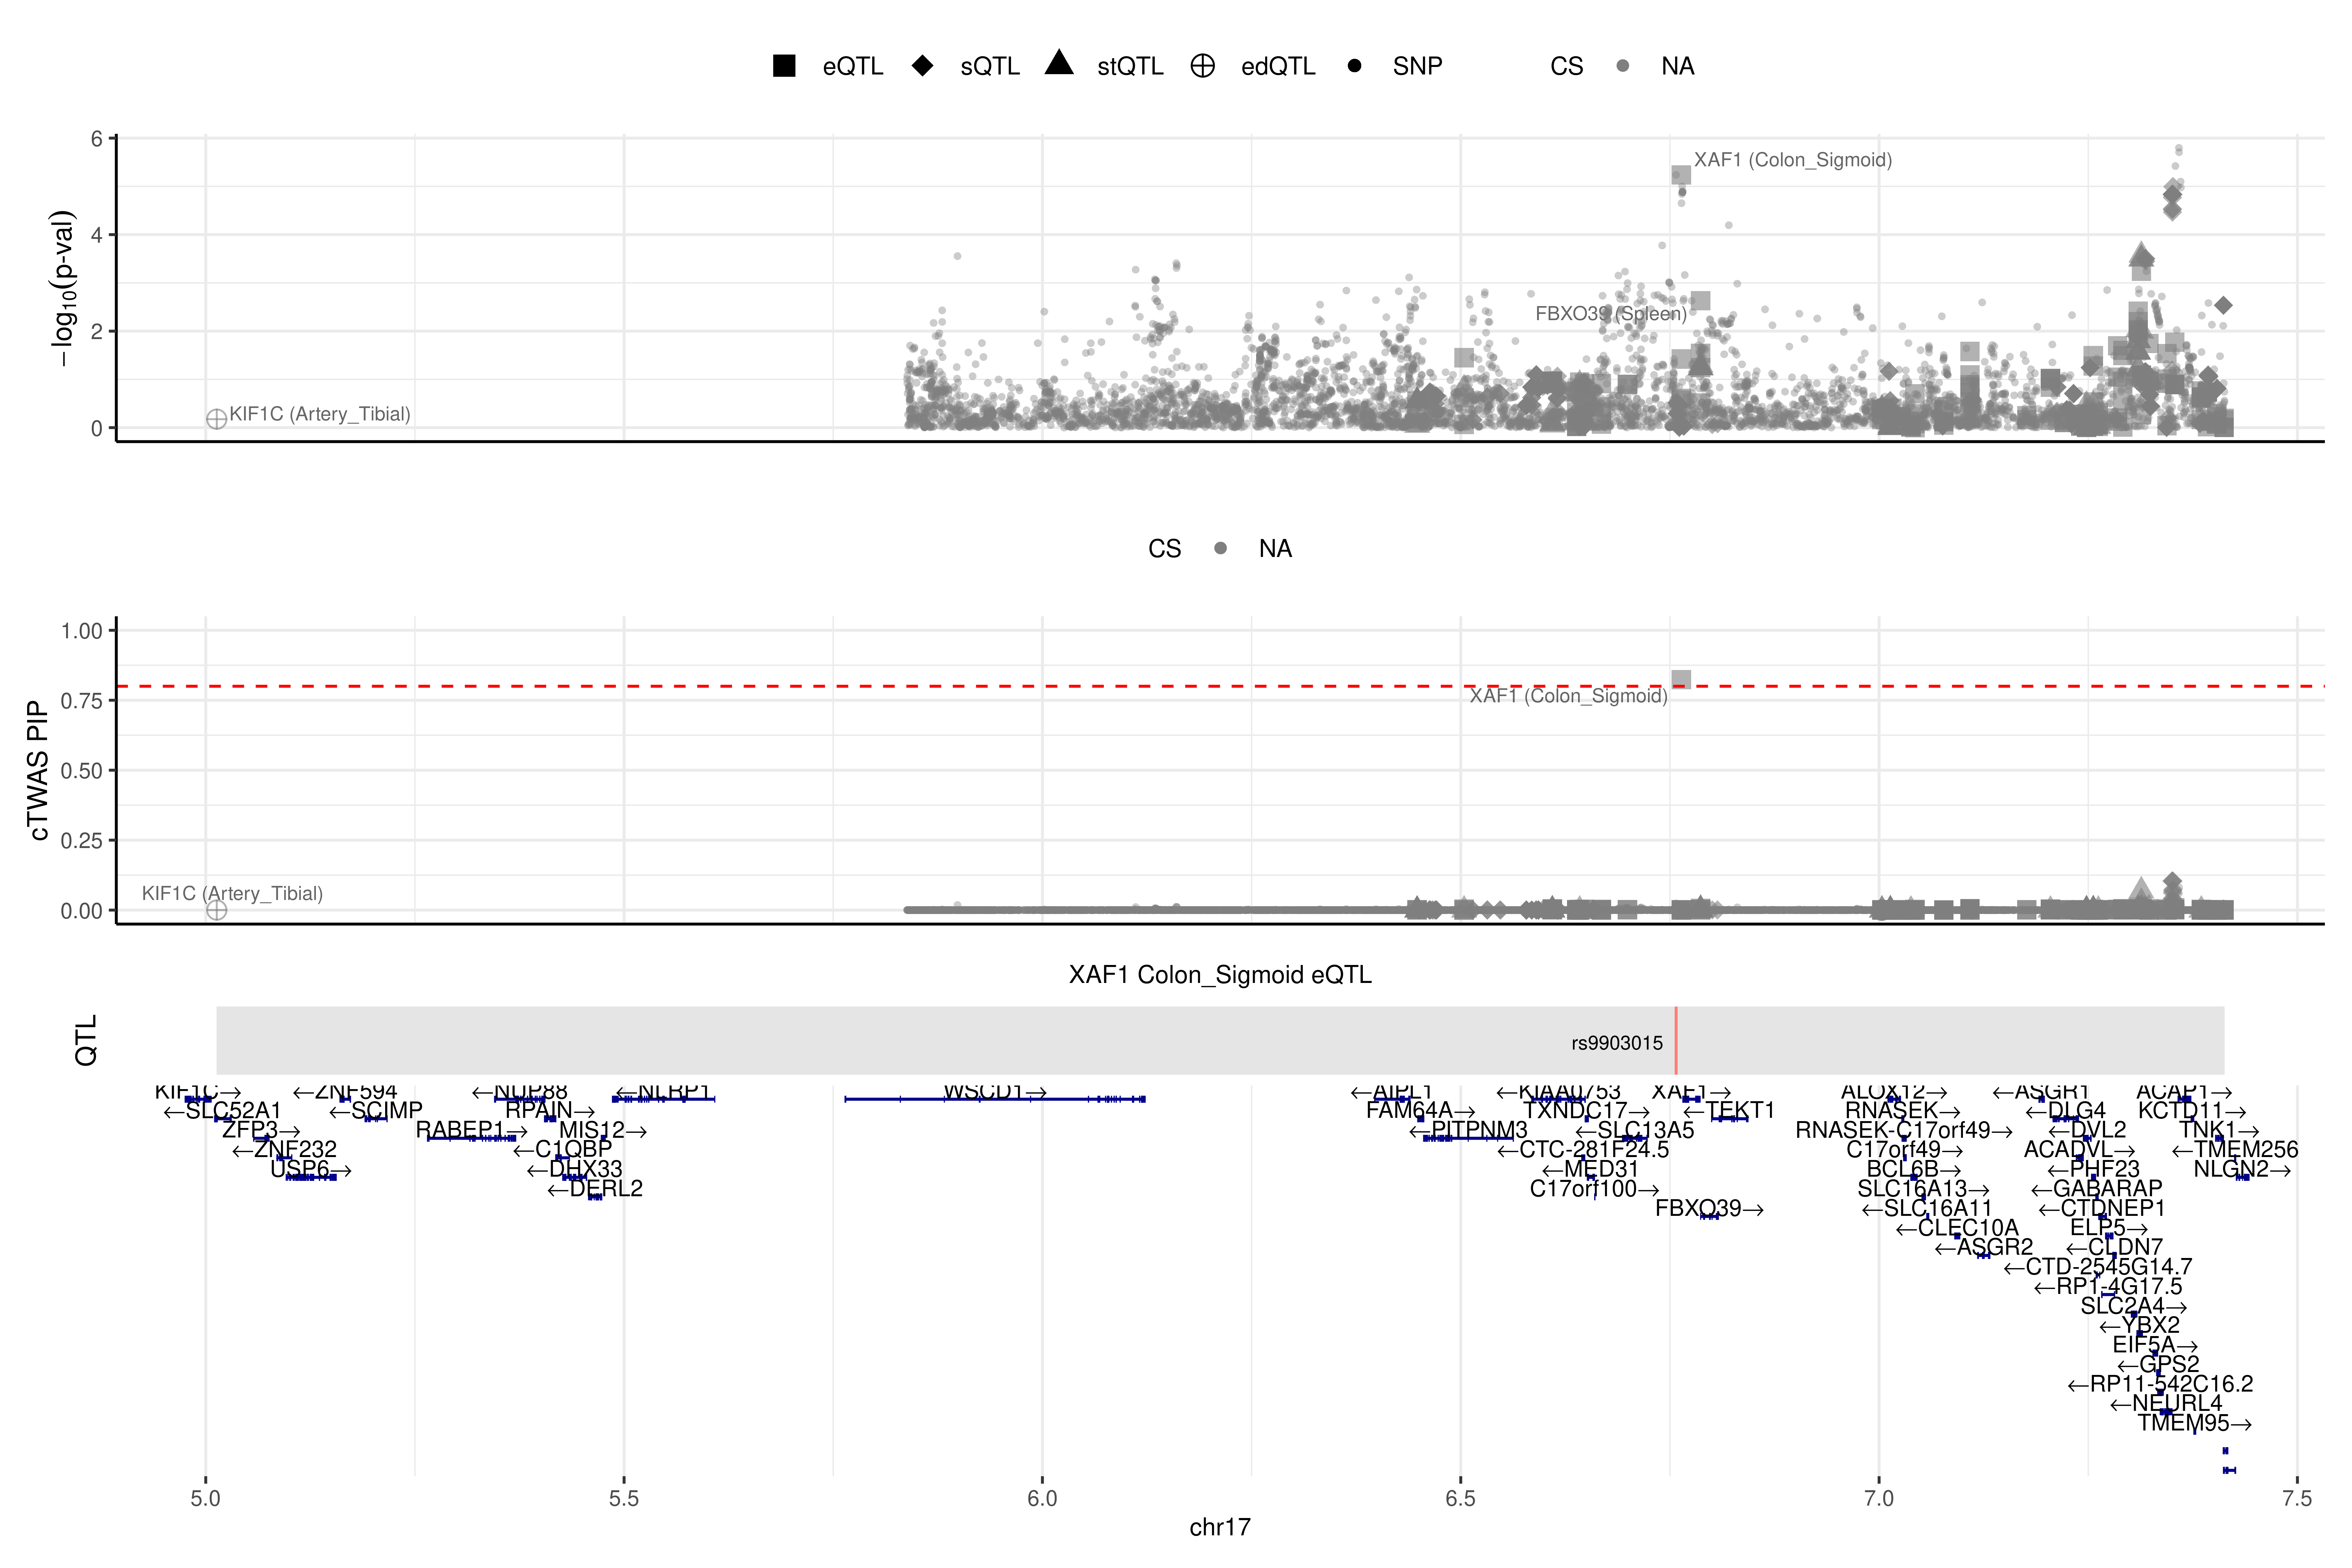 eQTL sQTL stQTL edQTL SNP CS NA
6
XAF1 (Colon_Sigmoid)
4
FBXO39 (Spleen)
2
KIF1C (Artery_Tibial)
0
−log10(p-val)
CS NA
1.00
0.75
XAF1 (Colon_Sigmoid)
0.50
0.25
KIF1C (Artery_Tibial)
0.00
cTWAS PIP
XAF1 Colon_Sigmoid eQTL
QTL
rs9903015
KIF1C→ ←ZNF594 ←NUP88 ←NLRP1 WSCD1→ ←AIPL1 ←KIAA0753 XAF1→ ALOX12→ ←ASGR1 ACAP1→
←SLC52A1 ←SCIMP RPAIN→ FAM64A→ TXNDC17→ ←TEKT1 RNASEK→ ←DLG4 KCTD11→
ZFP3→ RABEP1→ MIS12→ ←PITPNM3 ←SLC13A5 RNASEK-C17orf49→ ←DVL2 TNK1→
←ZNF232 ←C1QBP ←CTC-281F24.5 C17orf49→ ACADVL→ ←TMEM256
USP6→ ←DHX33 ←MED31 BCL6B→ ←PHF23 NLGN2→
←DERL2 C17orf100→ SLC16A13→ ←GABARAP
FBXO39→ ←SLC16A11 ←CTDNEP1
←CLEC10A ELP5→
←ASGR2 ←CLDN7
←CTD-2545G14.7
←RP1-4G17.5
SLC2A4→
←YBX2
EIF5A→
←GPS2
←RP11-542C16.2
←NEURL4
TMEM95→
5.0 5.5 6.0 6.5 7.0 7.5
chr17